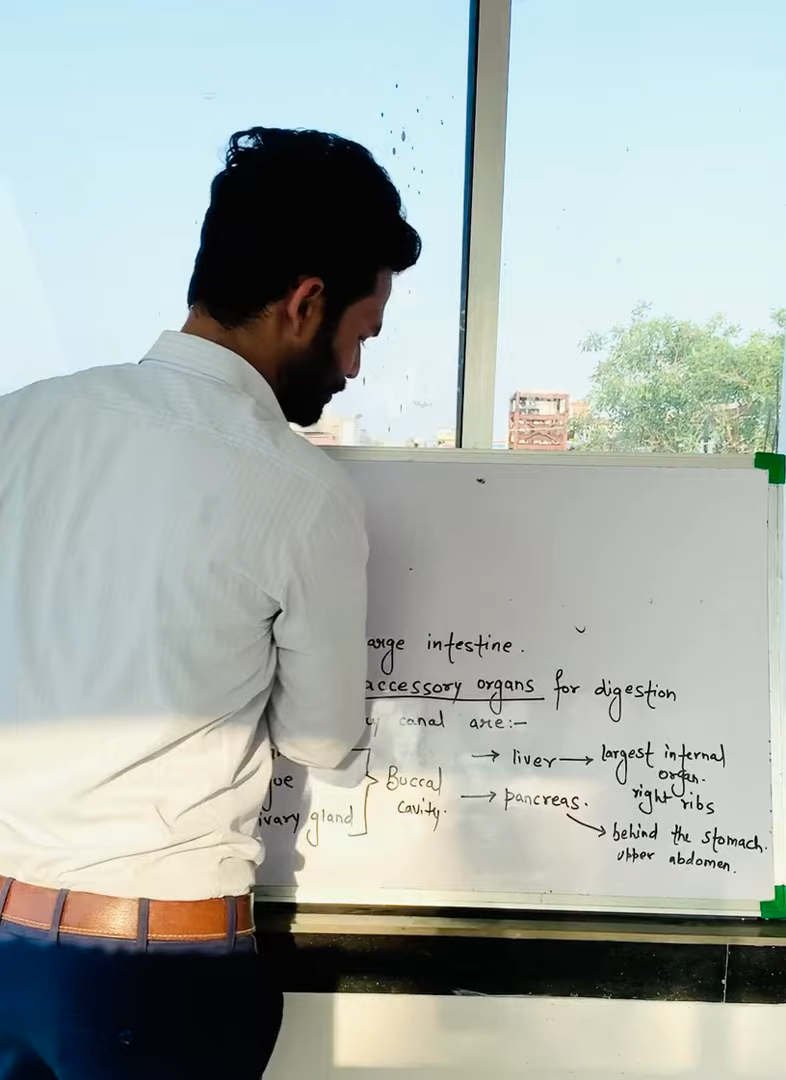 arge intestine.
accessory organs for digestion
y canal are:-
→ liver → largest internal
organ.
right ribs
gue
Buccal
cavity.
→ pancreas.
ivary gland
behind the stomach.
upper abdomen.